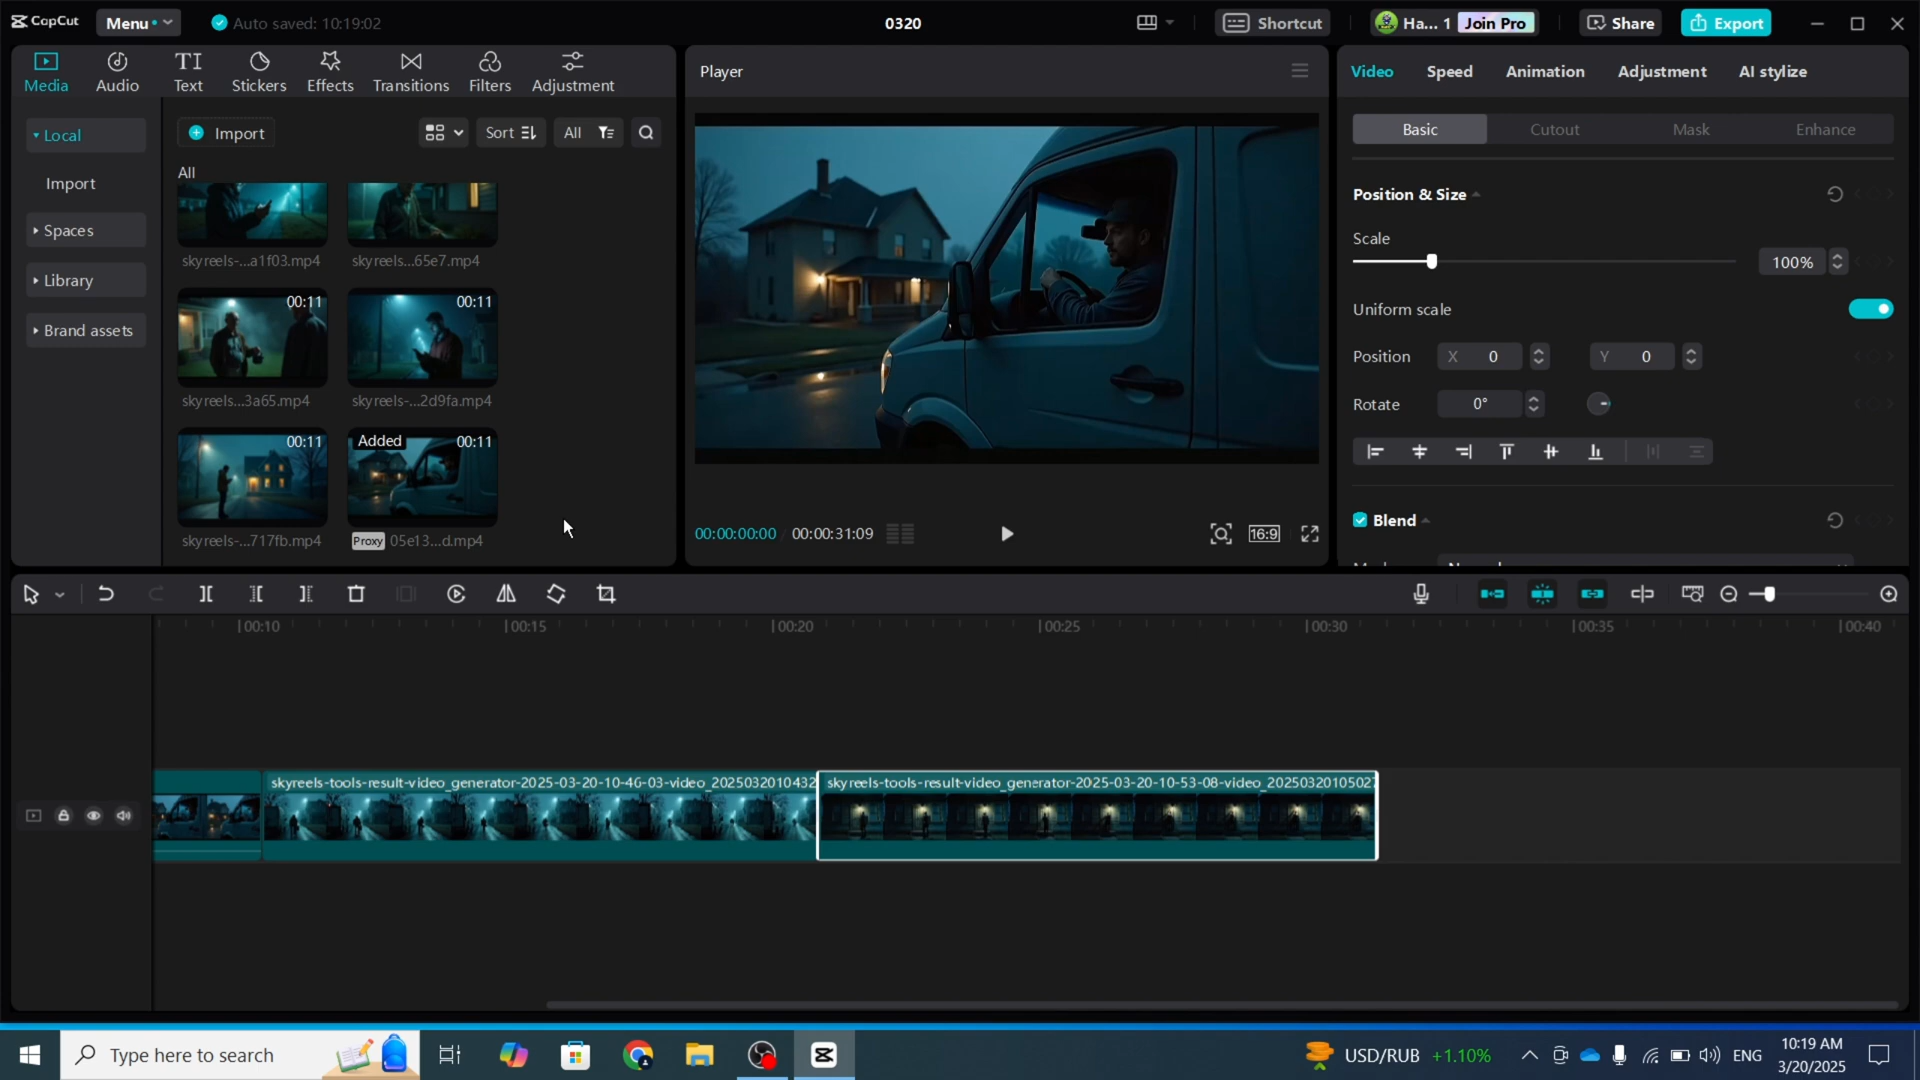 CapCut
Menu
Auto saved: 10:19:02
0320
Shortcut
Ha... 1
Join Pro
Share
Export
Media
Audio
TI
Text
Stickers
Effects
Transitions
Filters
Adjustment
Player
Video
Speed
Animation
Adjustment
AI stylize
Local
Import
Spaces
Library
Brand assets
Import
Sort
All
All
skyreels-...a1f03.mp4
skyreels...65e7.mp4
00:11
00:11
skyreels...3a65.mp4
skyreels-...2d9fa.mp4
00:11
Added
00:11
skyreels-...717fb.mp4
Proxy
05e13...d.mp4
00:00:00:00
00:00:31:09
16:9
Basic
Cutout
Mask
Enhance
Position & Size
Scale
100%
Uniform scale
Position
X 0
Y 0
Rotate
0°
Blend
00:10
00:15
00:20
00:25
00:30
00:35
00:40
skyreels-tools-result-video_generator-2025-03-20-10-46-03-video_2025032010432
skyreels-tools-result-video_generator-2025-03-20-10-53-08-video_2025032010502
Type here to search
USD/RUB +1.10%
ENG
10:19 AM
3/20/2025